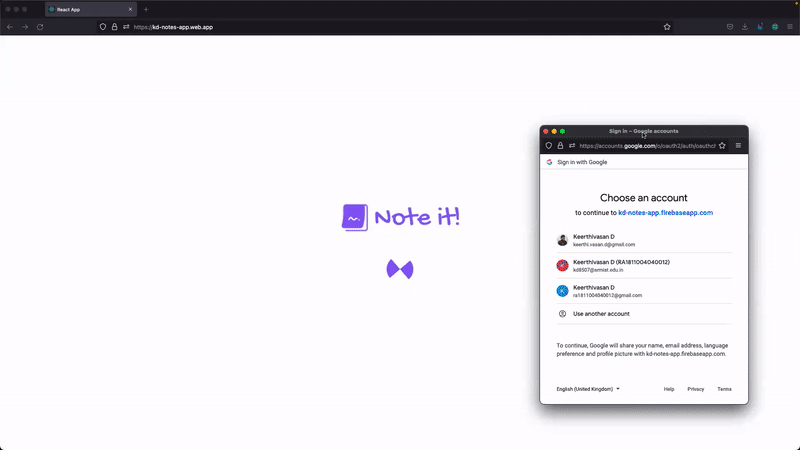 React App
https://kd-notes-app.web.app
Note it!
Sign in – Google accounts
https://accounts.google.com/o/oauth2/auth/oauthch
Sign in with Google
Choose an account
to continue to kd-notes-app.firebaseapp.com
Keerthivasan D
keerthi.vasan.d@gmail.com
Keerthivasan D (RA1811004040012)
kd8507@srmist.edu.in
Keerthivasan D
ra1811004040012@gmail.com
Use another account
To continue, Google will share your name, email address, language
preference and profile picture with kd-notes-app.firebaseapp.com.
English (United Kingdom)
Help Privacy Terms